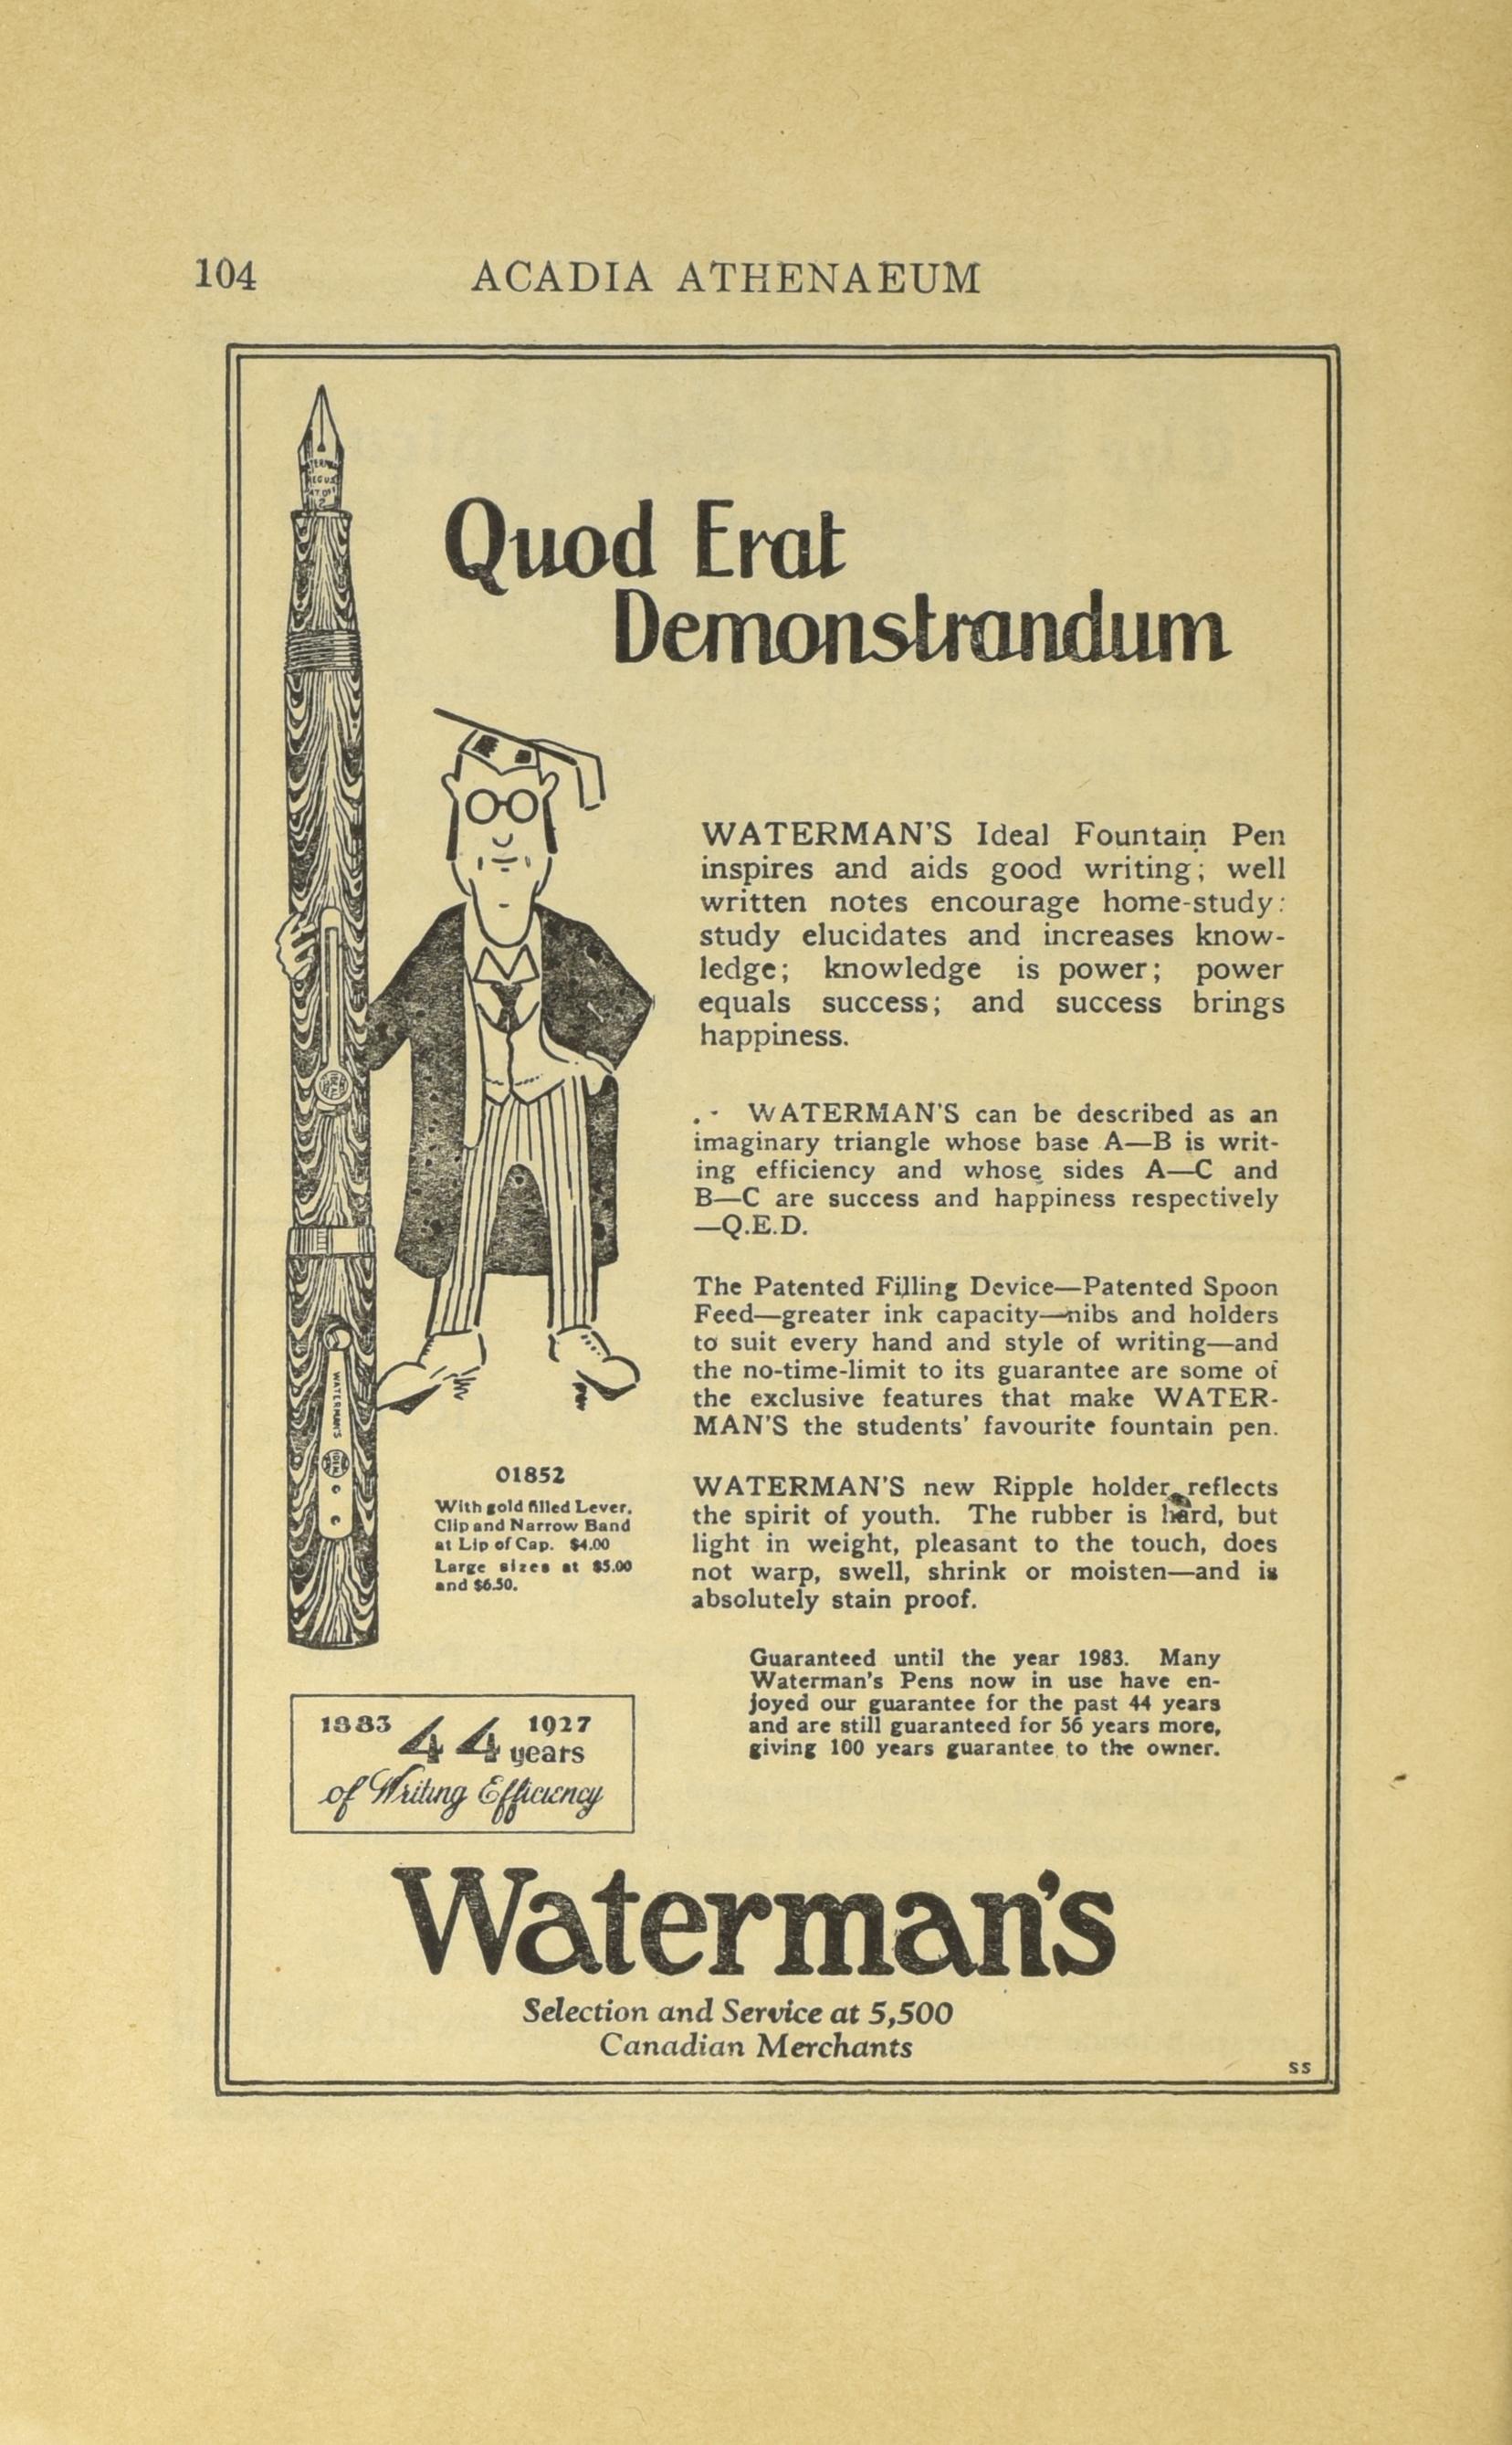 104 ACADIA ATHENAEUM
Quod Erat
Demonstrandum
WATERMAN'S Ideal Fountain Pen
inspires and aids good writing; well
written notes encourage home-study:
study elucidates and increases know-
ledge; knowledge is power; power
equals success; and success brings
happiness.
WATERMAN'S can be described as an
imaginary triangle whose base A—B is writ-
ing efficiency and whose sides A—C and
B—C are success and happiness respectively
—Q.E.D.
The Patented Filling Device—Patented Spoon
Feed—greater ink capacity—nibs and holders
to suit every hand and style of writing—and
the no-time-limit to its guarantee are some of
the exclusive features that make WATER-
MAN'S the students' favourite fountain pen.
WATERMAN'S
IDEAL
01852
With gold filled Lever,
Clip and Narrow Band
at Lip of Cap. $4.00
Large sizes at $5.00
and $6.50.
WATERMAN'S new Ripple holder reflects
the spirit of youth. The rubber is hard, but
light in weight, pleasant to the touch, does
not warp, swell, shrink or moisten—and is
absolutely stain proof.
Guaranteed until the year 1983. Many
Waterman's Pens now in use have en-
joyed our guarantee for the past 44 years
and are still guaranteed for 56 years more,
giving 100 years guarantee to the owner.
1883 44 1927
years
of Writing Efficiency
Waterman's
Selection and Service at 5,500
Canadian Merchants
SS